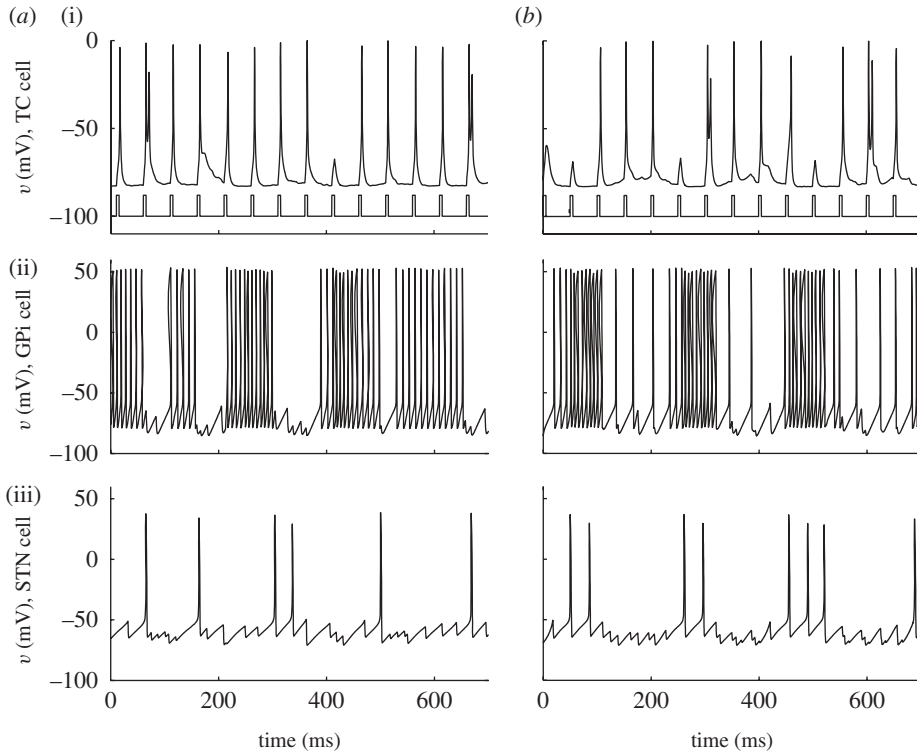 (a) (i) (b)
0
−50
−100
v (mV), TC cell
(ii)
50
0
−50
−100
v (mV), GPi cell
(iii)
50
0
−50
−100
v (mV), STN cell
0 200 400 600 0 200 400 600
time (ms) time (ms)